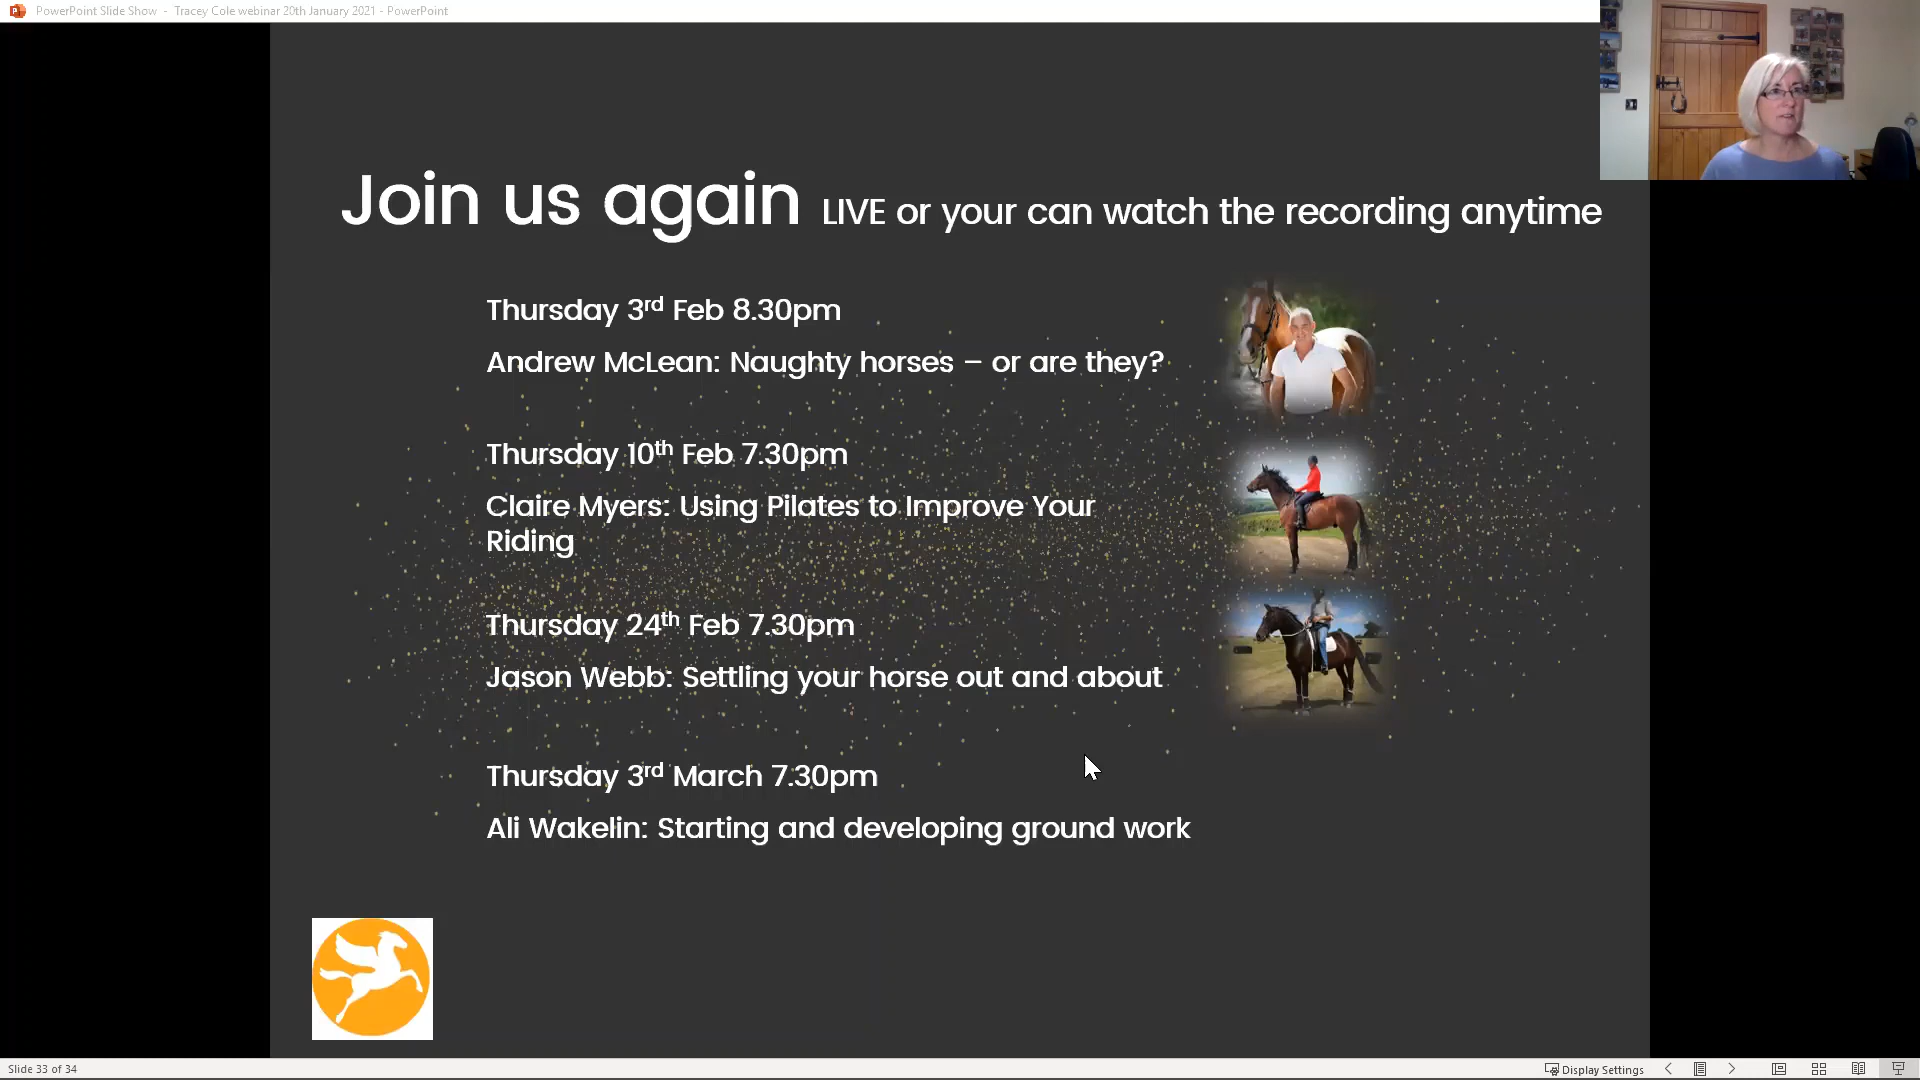 PowerPoint Slide Show - Tracey Cole webinar 20th January 2021 - PowerPoint
Join us again LIVE or your can watch the recording anytime
Thursday 3rd Feb 8.30pm
Andrew McLean: Naughty horses – or are they?
Thursday 10th Feb 7.30pm
Claire Myers: Using Pilates to Improve Your
Riding
Thursday 24th Feb 7.30pm
Jason Webb: Settling your horse out and about
Thursday 3rd March 7.30pm
Ali Wakelin: Starting and developing ground work
Slide 33 of 34
Display Settings